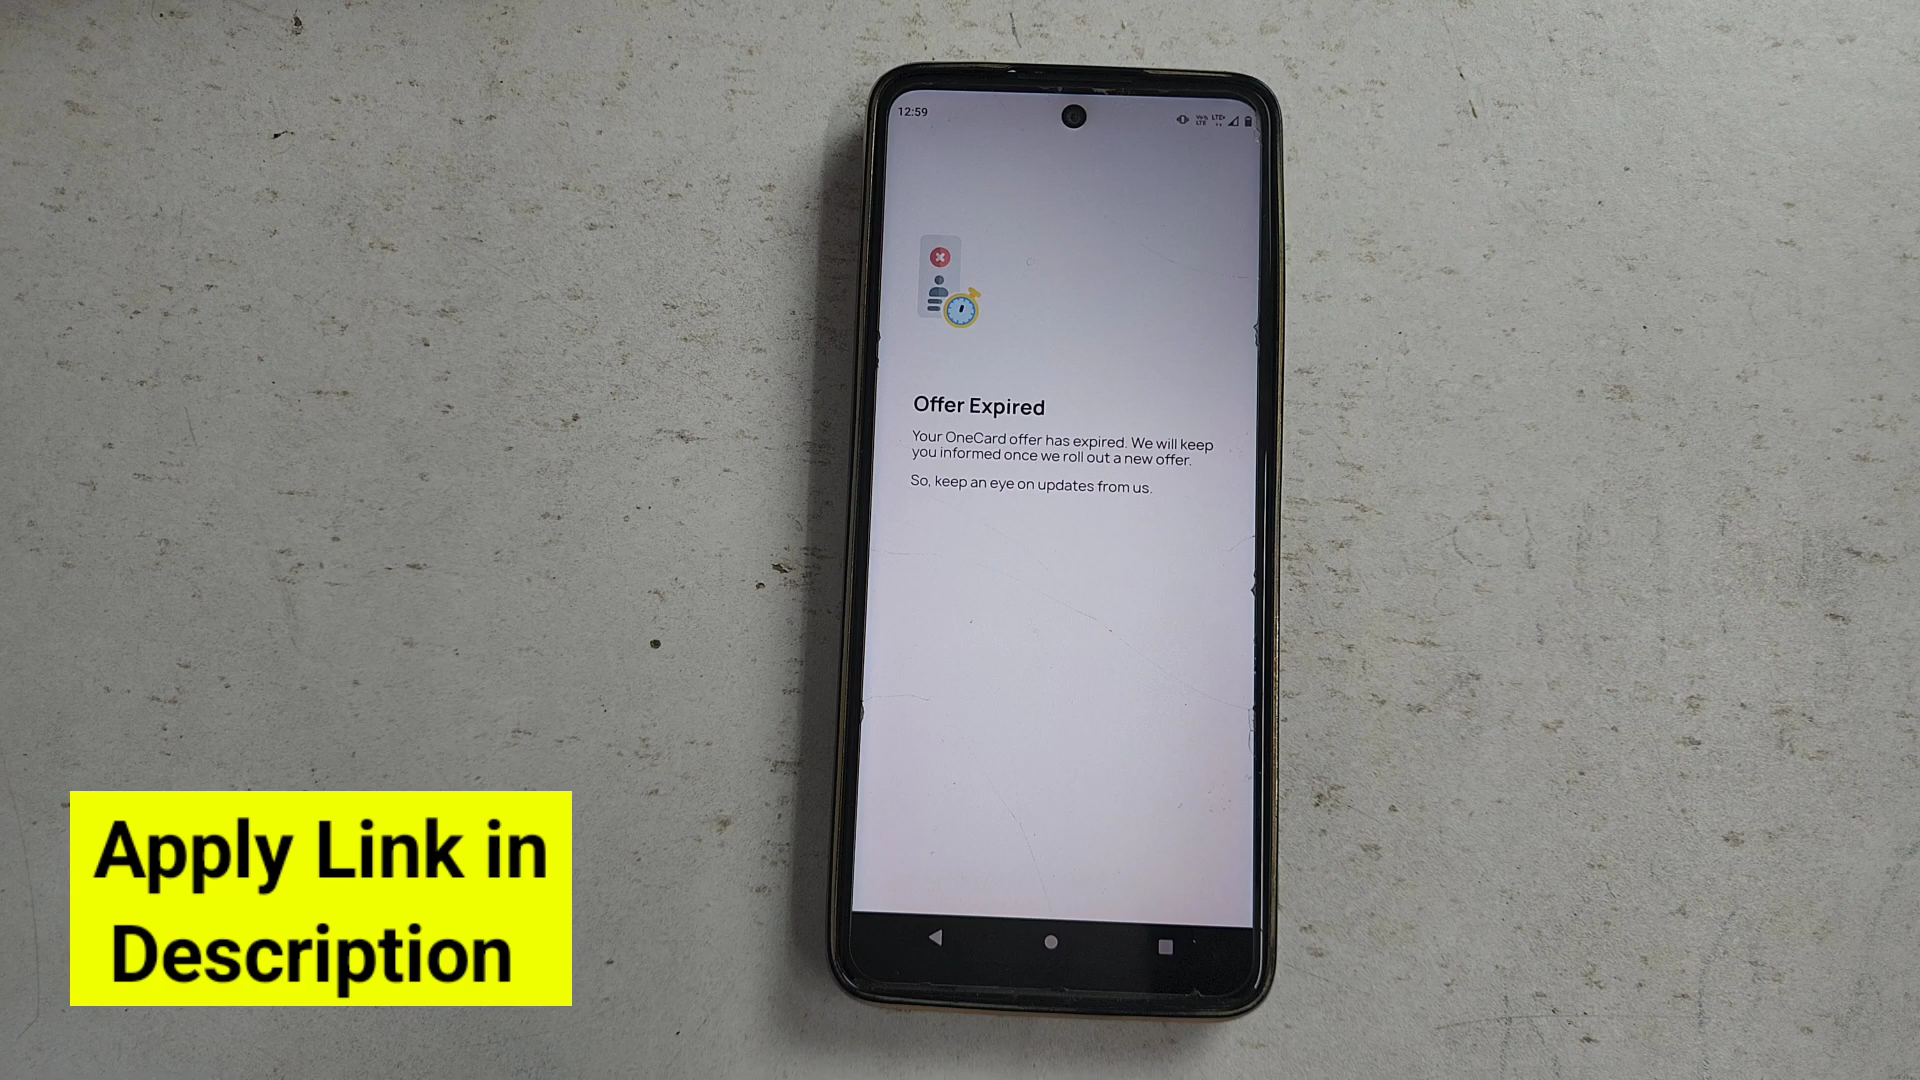 12:59
Offer Expired
Your OneCard offer has expired. We will keep
you informed once we roll out a new offer.
So, keep an eye on updates from us.
Apply Link in
Description